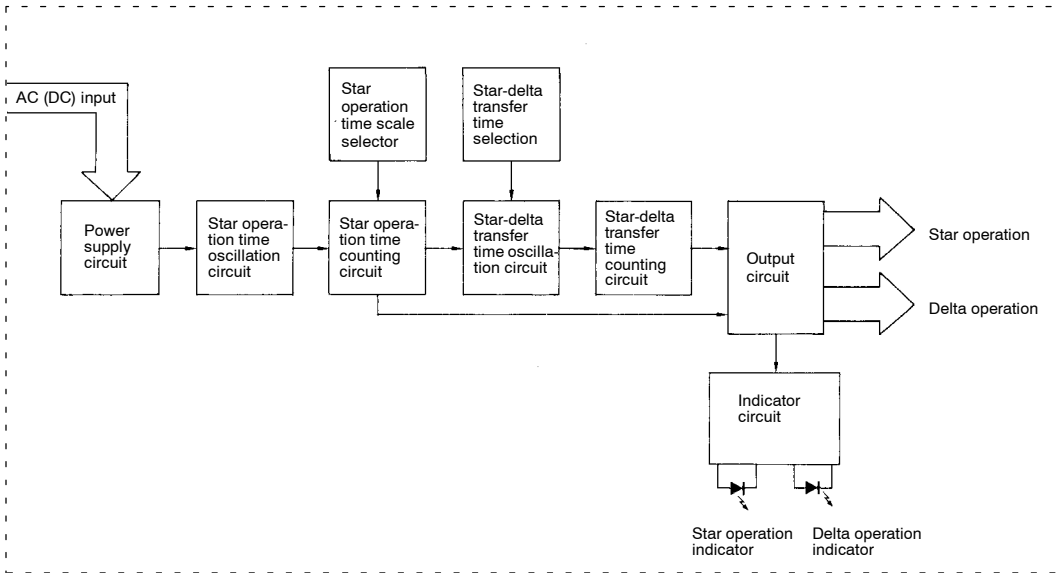 AC (DC) input
Star
operation
time scale
selector
Star-delta
transfer
time
selection
Power
supply
circuit
Star opera-
tion time
oscillation
circuit
Star opera-
tion time
counting
circuit
Star-delta
transfer
time oscilla-
tion circuit
Star-delta
transfer
time
counting
circuit
Output
circuit
Star operation
Delta operation
Indicator
circuit
Star operation
indicator
Delta operation
indicator